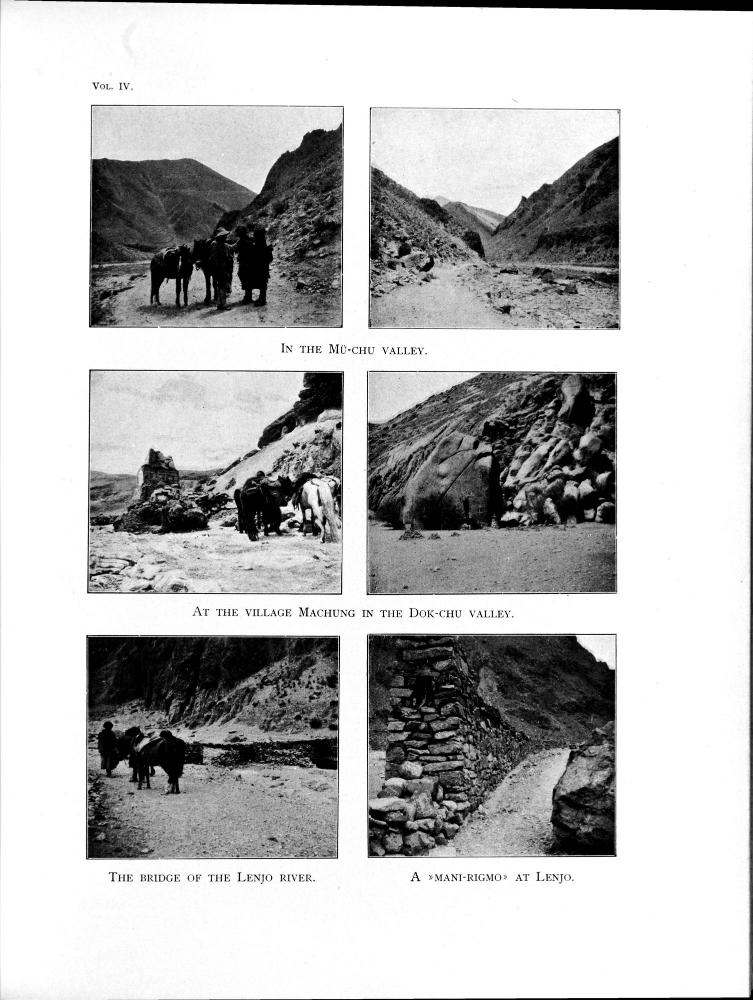 VOL. IV.
IN THE MÜ-CHU VALLEY.
AT THE VILLAGE MACHUNG IN THE DOK-CHU VALLEY.
THE BRIDGE OF THE LENJO RIVER.
A »MANI-RIGMO» AT LENJO.